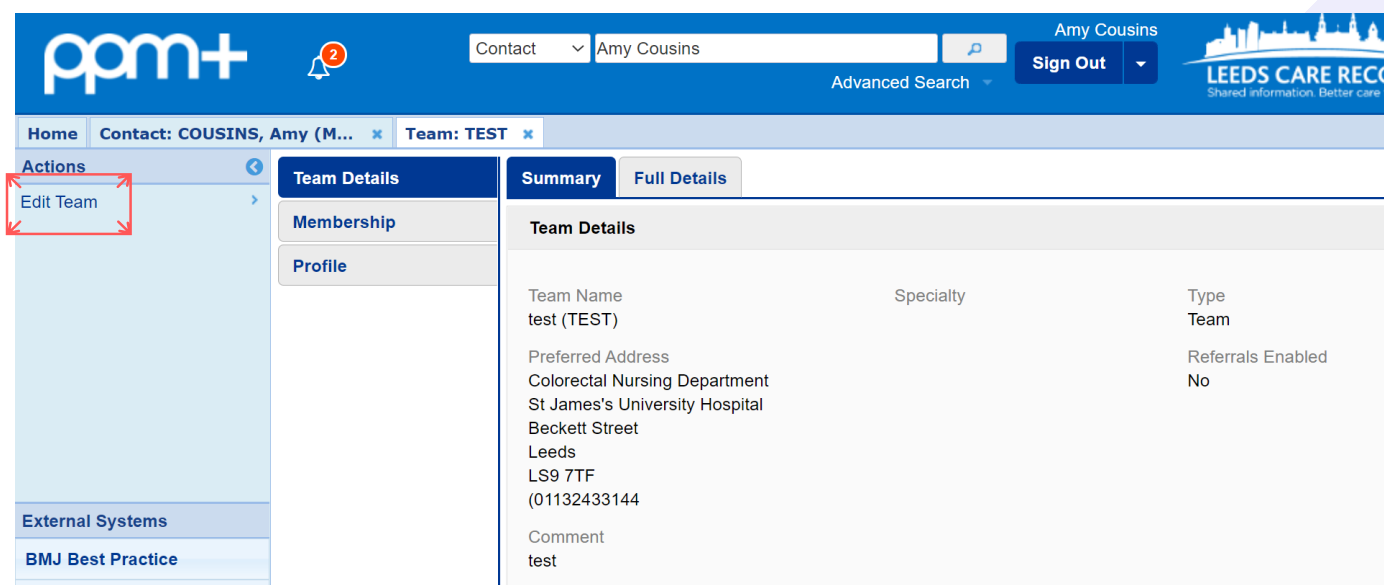 ppm+
2
Contact
Amy Cousins
Advanced Search
Amy Cousins
Sign Out
LEEDS CARE RECO
Shared information. Better care
Home
Contact: COUSINS, Amy (M...
Team: TEST
Actions
Edit Team
Team Details
Membership
Profile
Summary
Full Details
Team Details
Team Name
test (TEST)
Specialty
Type
Team
Preferred Address
Colorectal Nursing Department
St James's University Hospital
Beckett Street
Leeds
LS9 7TF
(01132433144
Referrals Enabled
No
Comment
test
External Systems
BMJ Best Practice